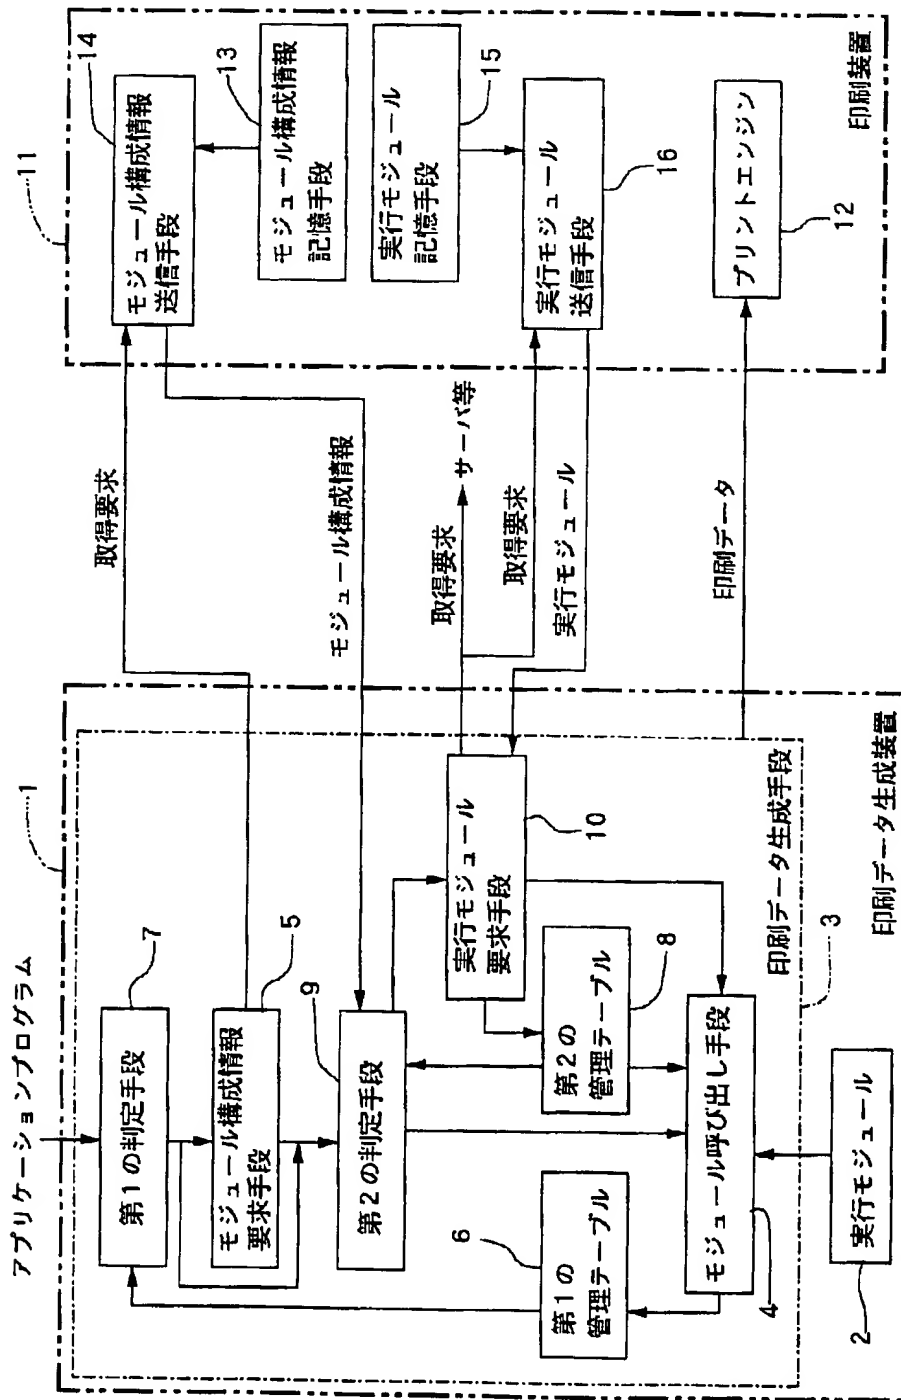 アプリケーションプログラム
1
7
第1の判定手段
5
モジュール構成情報
要求手段
9
第2の判定手段
6
第1の
管理テーブル
実行モジュール
要求手段
10
第2の
管理テーブル
8
モジュール呼び出し手段
4
実行モジュール
2
印刷データ生成手段
3
印刷データ生成装置
取得要求
モジュール構成情報
取得要求
サーバ等
取得要求
実行モジュール
印刷データ
11
14
モジュール構成情報
送信手段
13
モジュール構成情報
記憶手段
実行モジュール
記憶手段
15
実行モジュール
送信手段
16
プリントエンジン
12
印刷装置